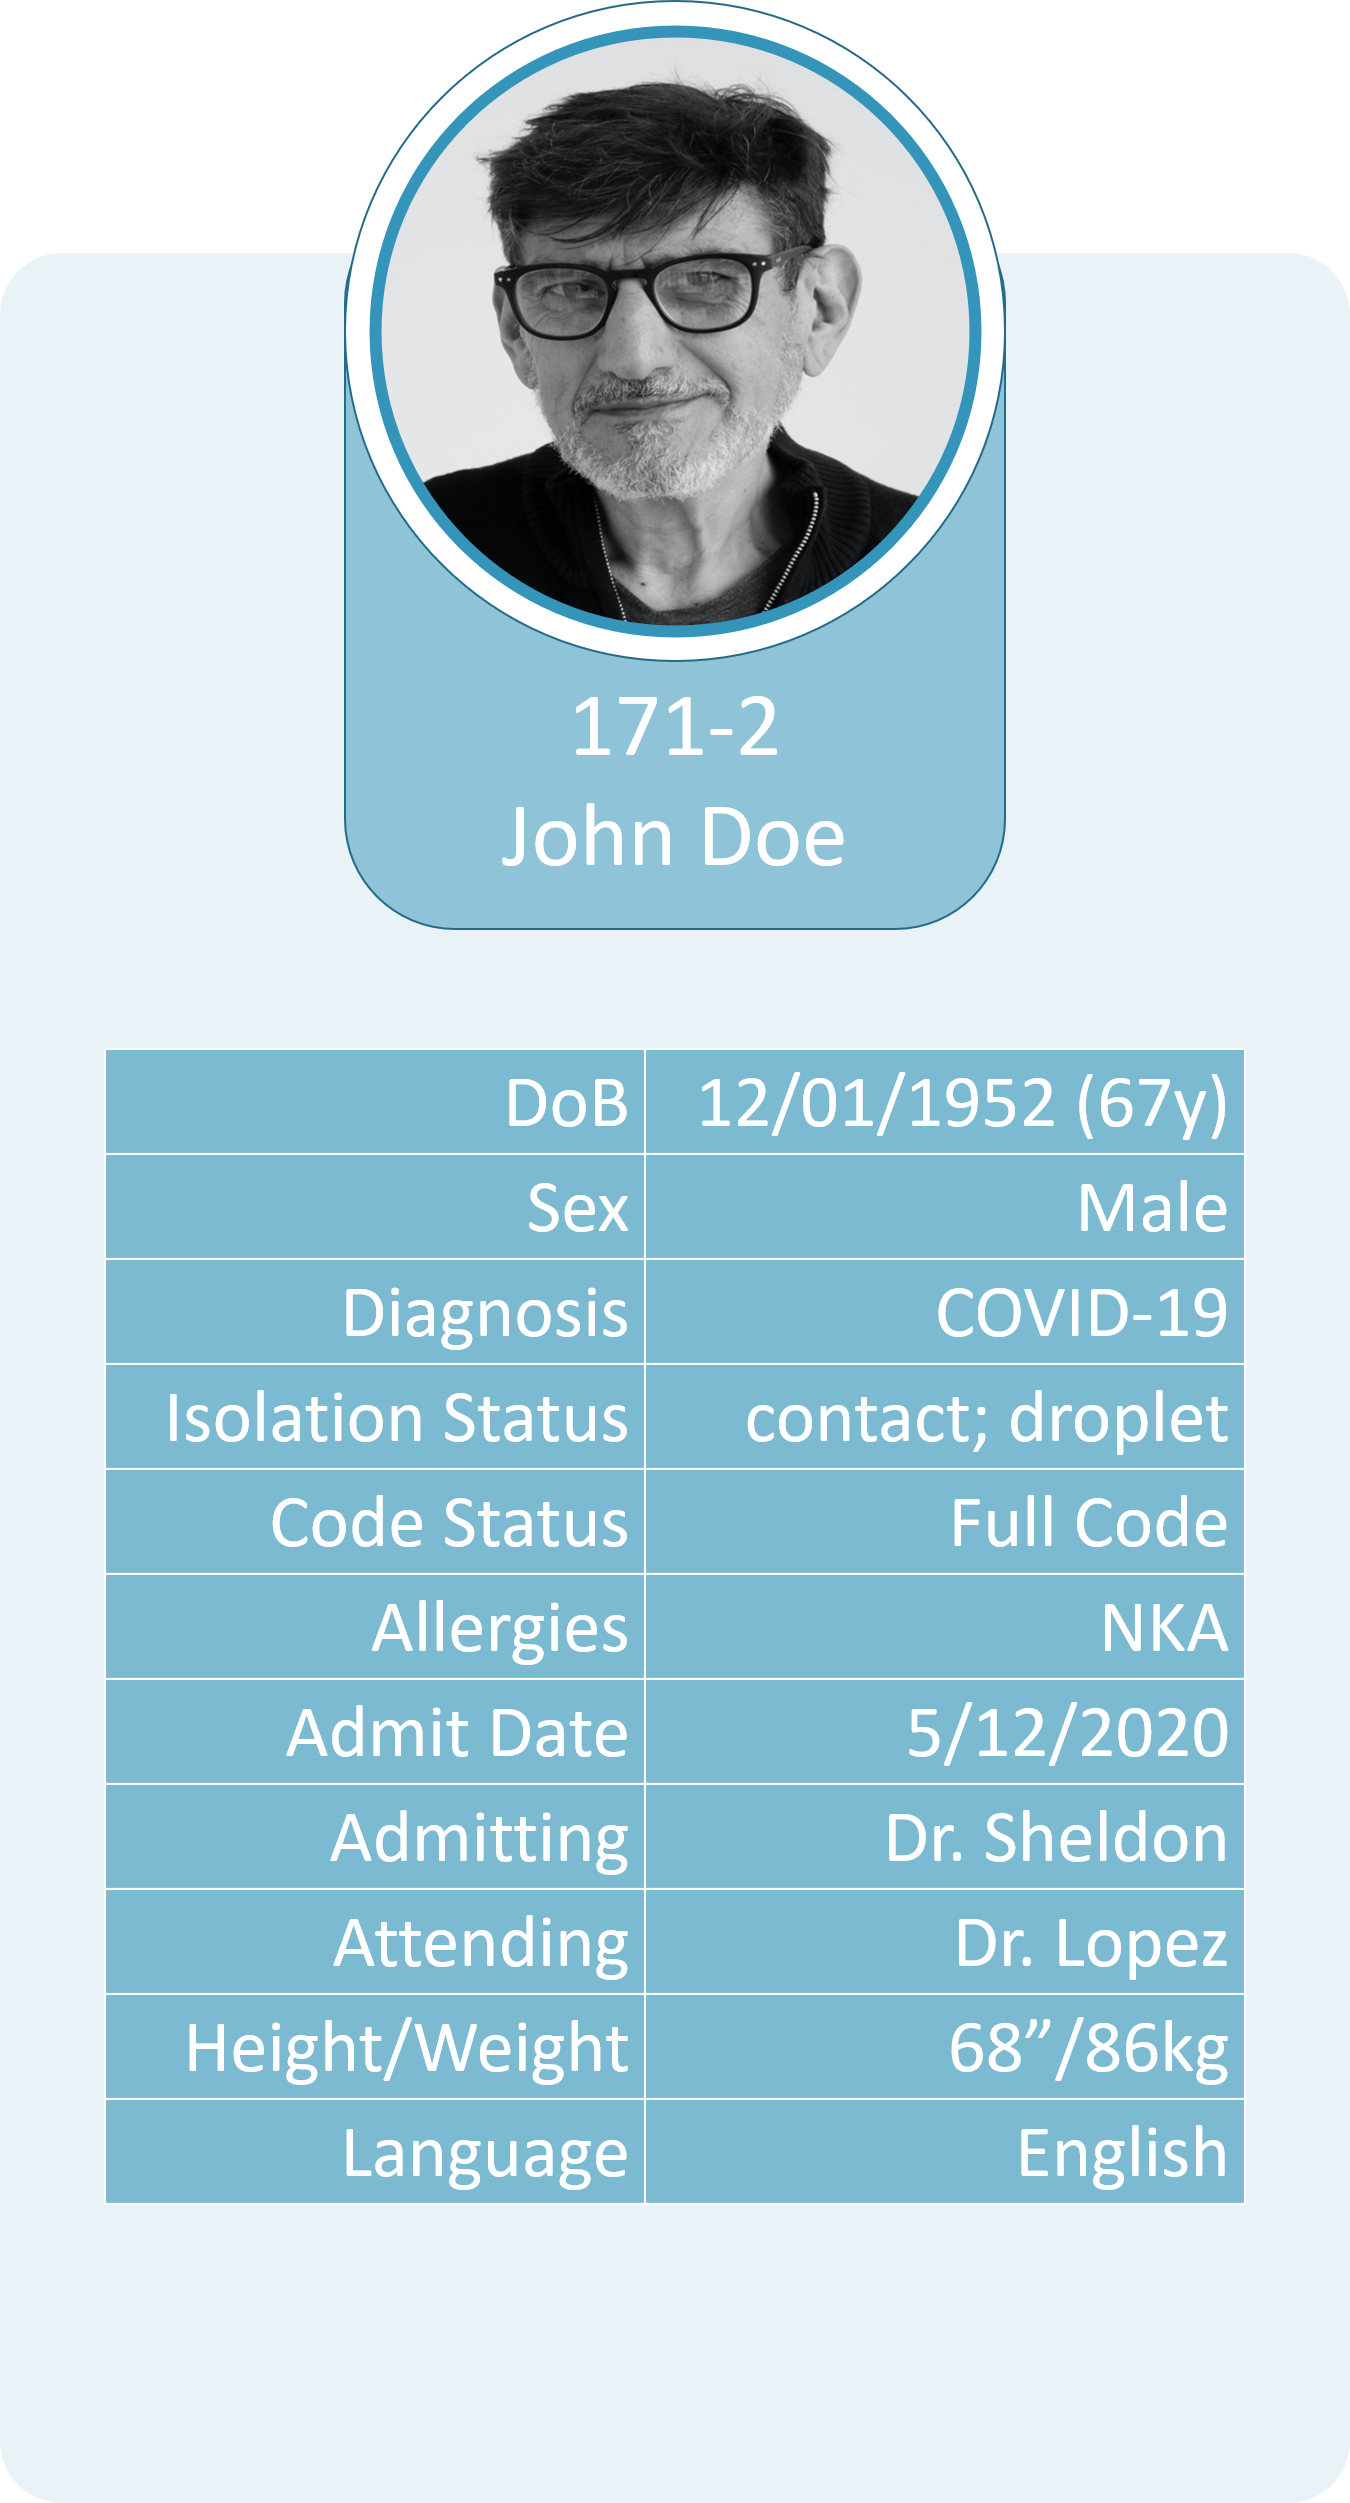 171-2
John Doe
DoB 12/01/1952 (67y)
Sex Male
Diagnosis COVID-19
Isolation Status contact; droplet
Code Status Full Code
Allergies NKA
Admit Date 5/12/2020
Admitting Dr. Sheldon
Attending Dr. Lopez
Height/Weight 68”/86kg
Language English